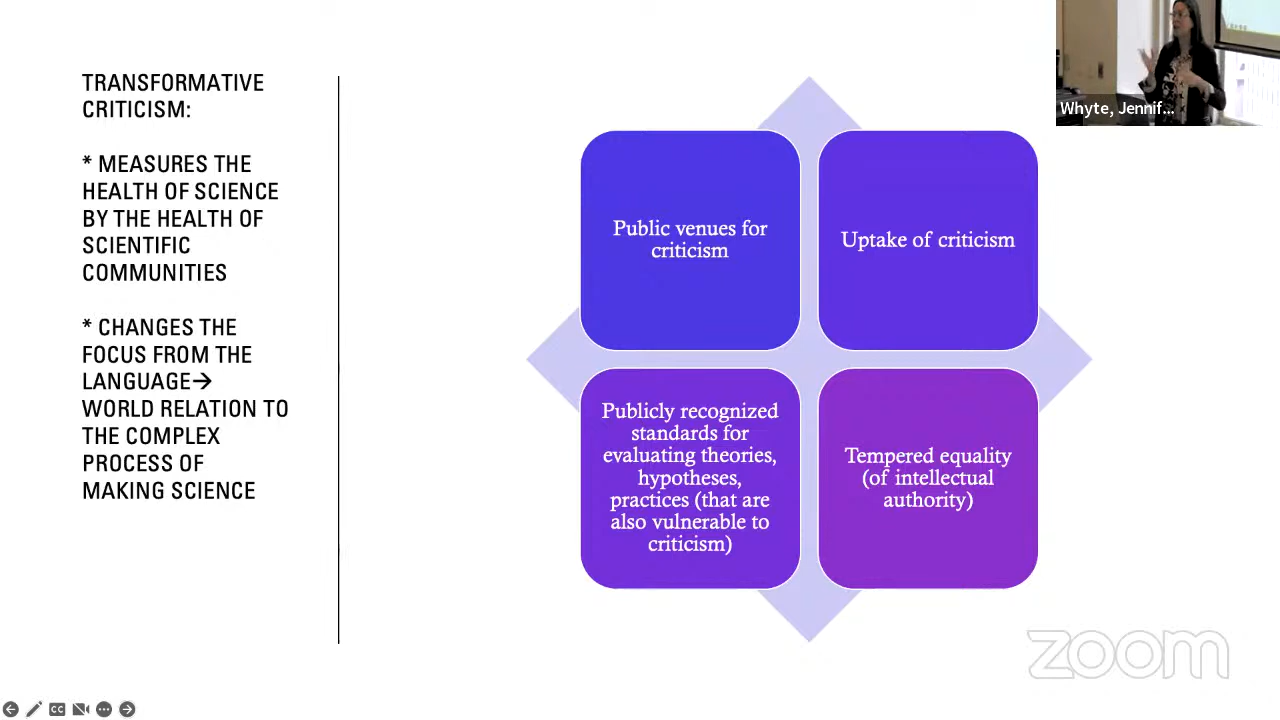 TRANSFORMATIVE
CRITICISM:
* MEASURES THE
HEALTH OF SCIENCE
BY THE HEALTH OF
SCIENTIFIC
COMMUNITIES
* CHANGES THE
FOCUS FROM THE
LANGUAGE→
WORLD RELATION TO
THE COMPLEX
PROCESS OF
MAKING SCIENCE
Public venues for
criticism
Uptake of criticism
Publicly recognized
standards for
evaluating theories,
hypotheses,
practices (that are
also vulnerable to
criticism)
Tempered equality
(of intellectual
authority)
Whyte, Jennif...
zoom
CC